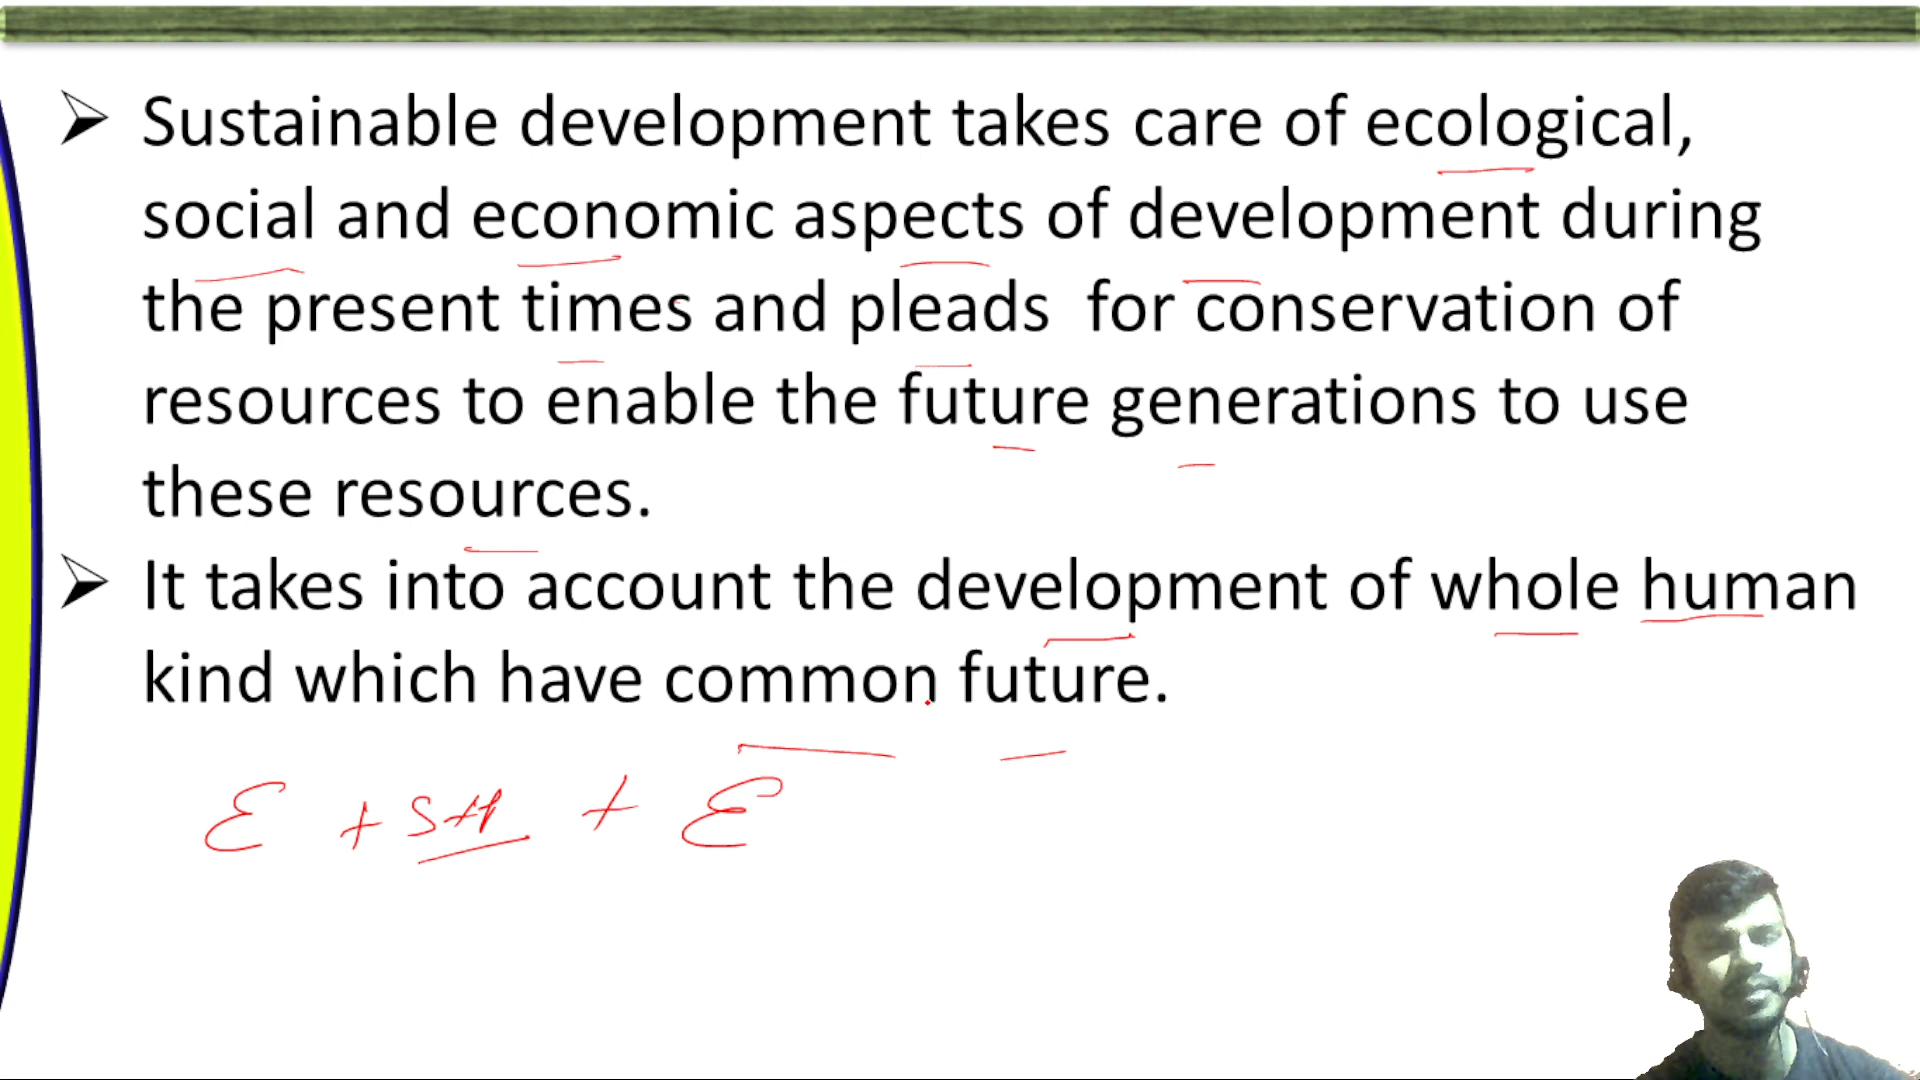 Sustainable development takes care of ecological,
social and economic aspects of development during
the present times and pleads for conservation of
resources to enable the future generations to use
these resources.
It takes into account the development of whole human
kind which have common future.